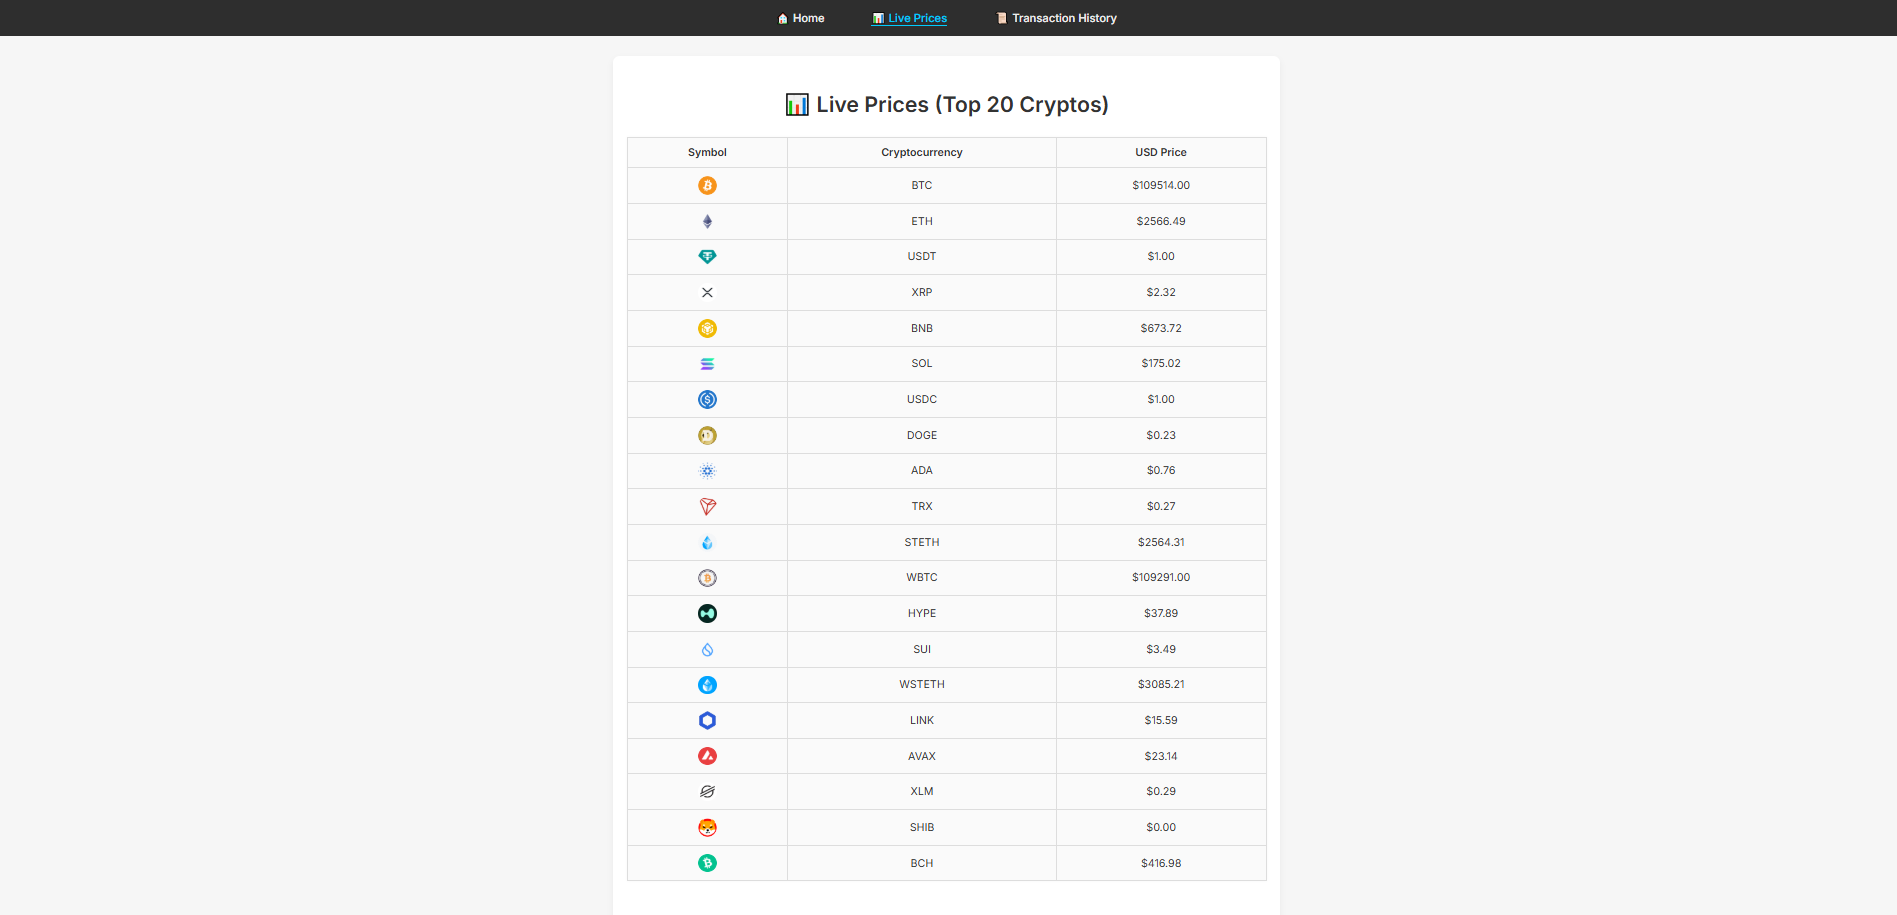 Home Live Prices Transaction History
Live Prices (Top 20 Cryptos)
Symbol Cryptocurrency USD Price
BTC $109514.00
ETH $2566.49
USDT $1.00
XRP $2.32
BNB $673.72
SOL $175.02
USDC $1.00
DOGE $0.23
ADA $0.76
TRX $0.27
STETH $2564.31
WBTC $109291.00
HYPE $37.89
SUI $3.49
WSTETH $3085.21
LINK $15.59
AVAX $23.14
XLM $0.29
SHIB $0.00
BCH $416.98